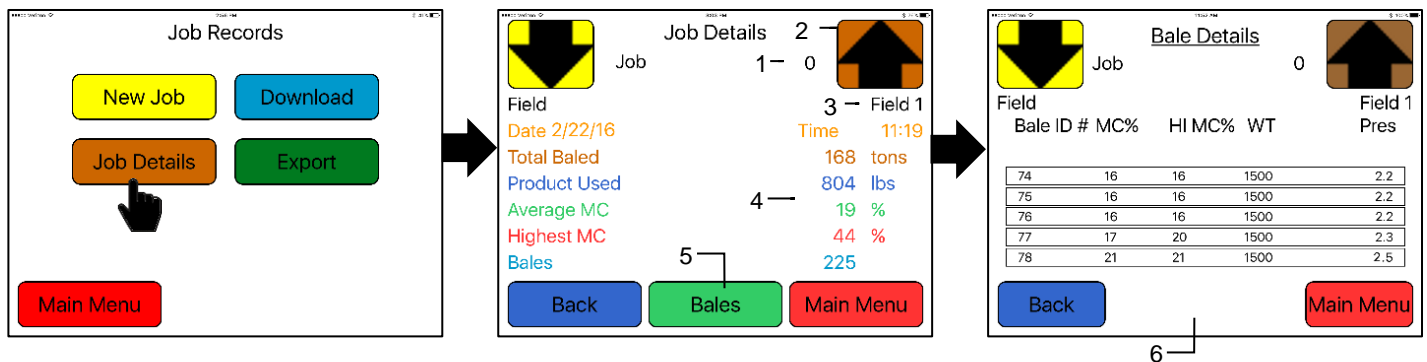 Job Records
New Job
Download
Job Details
Export
Main Menu
Job Details
2
Job
1
0
Field
3
Field 1
Date 2/22/16 Time 11:19
Total Baled 168 tons
Product Used 804 lbs
4
Average MC 19 %
Highest MC 44 %
5
Bales 225
Back
Bales
Main Menu
Bale Details
Job 0
Field Field 1
Bale ID # MC% HI MC% WT Pres
74 16 16 1500 2.2
75 16 16 1500 2.2
76 16 16 1500 2.2
77 17 20 1500 2.3
78 21 21 1500 2.5
Back
Main Menu
6